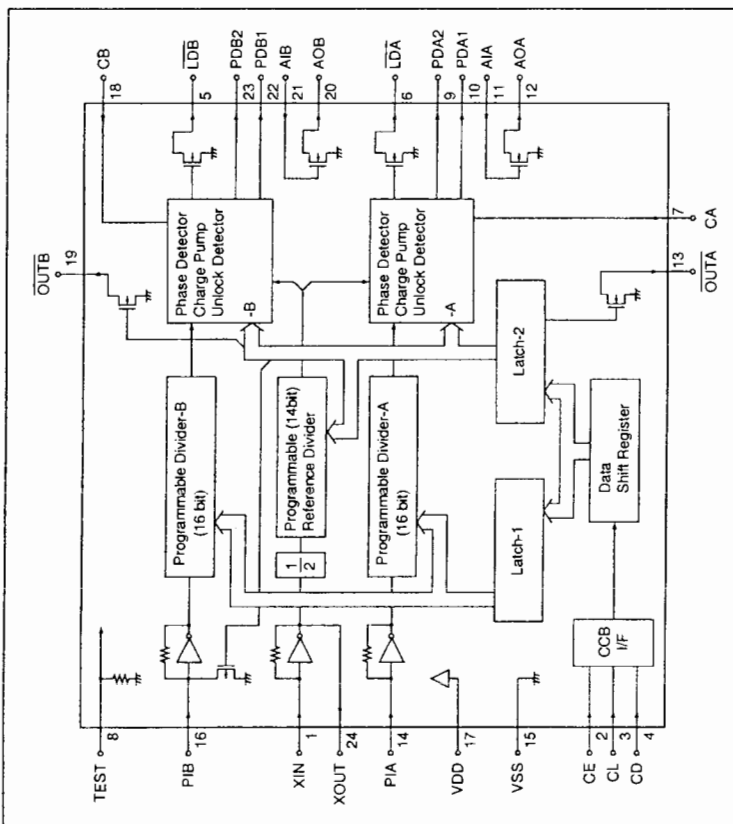 CB
18
LDB
5
PDB2
23
PDB1
22
AIB
21
AOB
20
LDA
6
PDA2
9
PDA1
10
AIA
11
AOA
12
OUTB
19
Phase Detector
Charge Pump
Unlock Detector
-B
Phase Detector
Charge Pump
Unlock Detector
-A
7
CA
13
OUTA
Programmable Divider-B
(16 bit)
1
2
Programmable (14bit)
Reference Divider
Programmable Divider-A
(16 bit)
Latch-2
Latch-1
Data
Shift Register
CCB
I/F
TEST
8
PIB
16
XIN
1
XOUT
24
PIA
14
VDD
17
VSS
15
CE
2
CL
3
CD
4